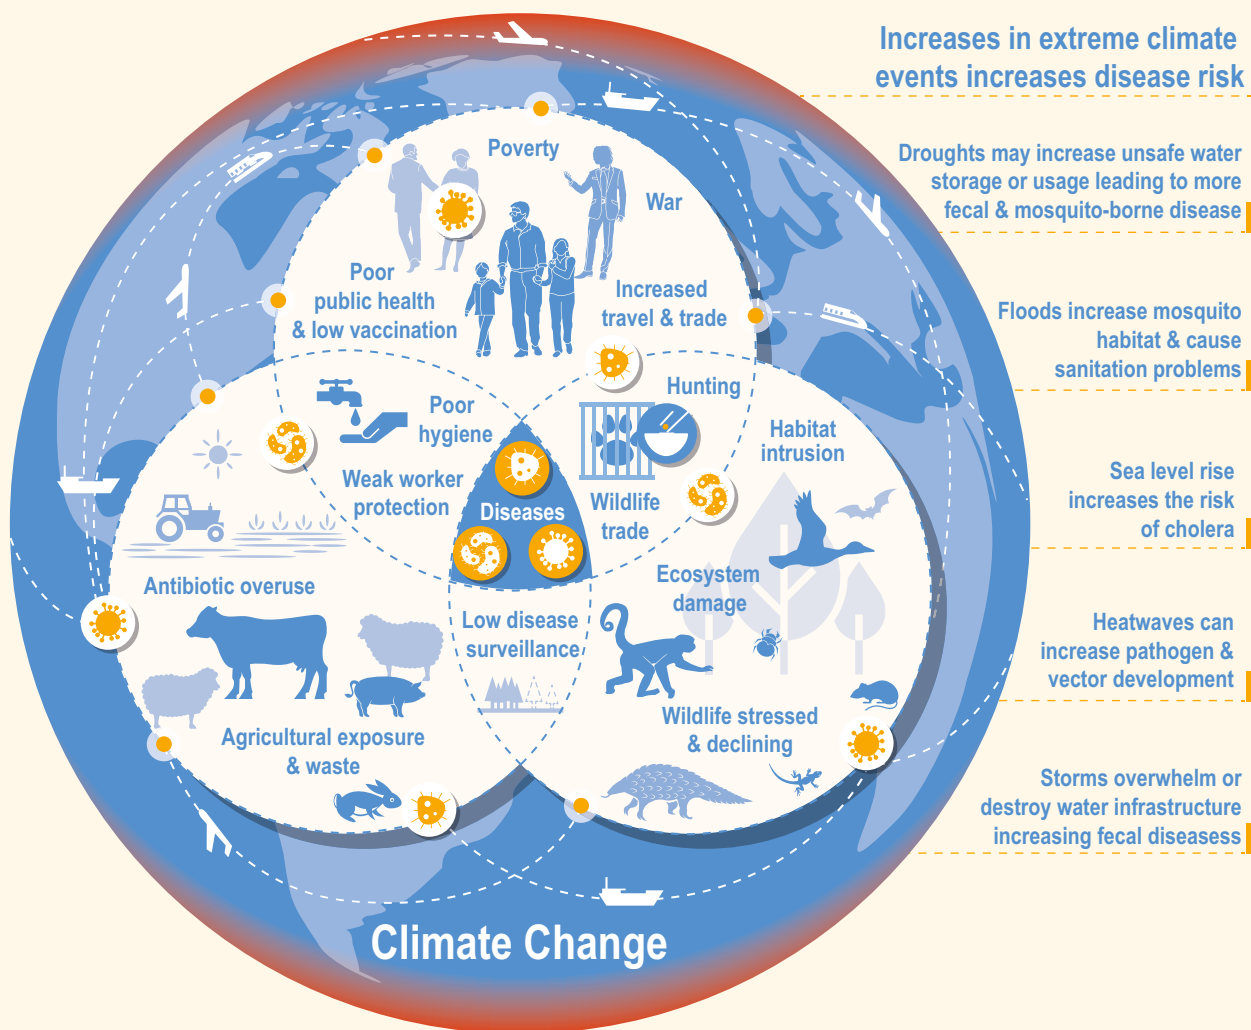 Increases in extreme climate
events increases disease risk
Droughts may increase unsafe water
storage or usage leading to more
fecal & mosquito-borne disease
Floods increase mosquito
habitat & cause
sanitation problems
Sea level rise
increases the risk
of cholera
Heatwaves can
increase pathogen &
vector development
Storms overwhelm or
destroy water infrastructure
increasing fecal diseasess
Poverty
War
Poor
public health
& low vaccination
Increased
travel & trade
Hunting
Poor
hygiene
Habitat
intrusion
Weak worker
protection
Diseases
Wildlife
trade
Antibiotic overuse
Ecosystem
damage
Low disease
surveillance
Agricultural exposure
& waste
Wildlife stressed
& declining
Climate Change